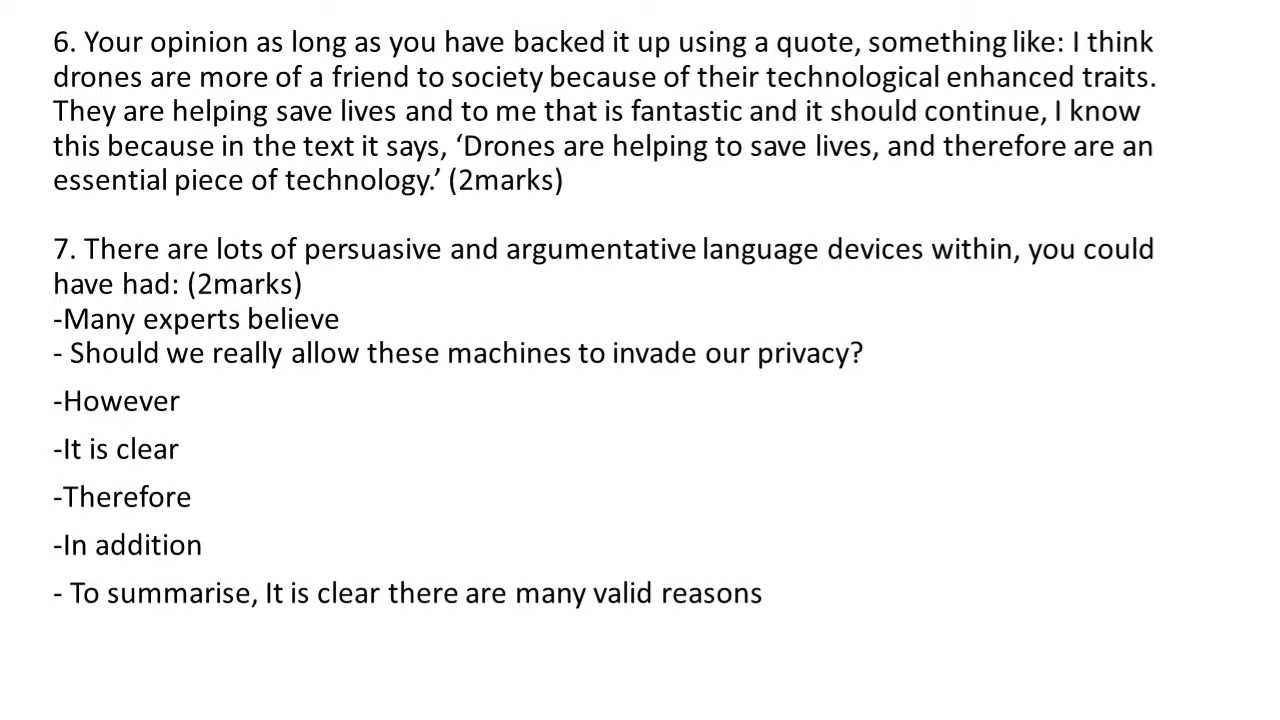 6. Your opinion as long as you have backed it up using a quote, something like: I think
drones are more of a friend to society because of their technological enhanced traits.
They are helping save lives and to me that is fantastic and it should continue, I know
this because in the text it says, ‘Drones are helping to save lives, and therefore are an
essential piece of technology.’ (2marks)
7. There are lots of persuasive and argumentative language devices within, you could
have had: (2marks)
-Many experts believe
- Should we really allow these machines to invade our privacy?
-However
-It is clear
-Therefore
-In addition
- To summarise, It is clear there are many valid reasons